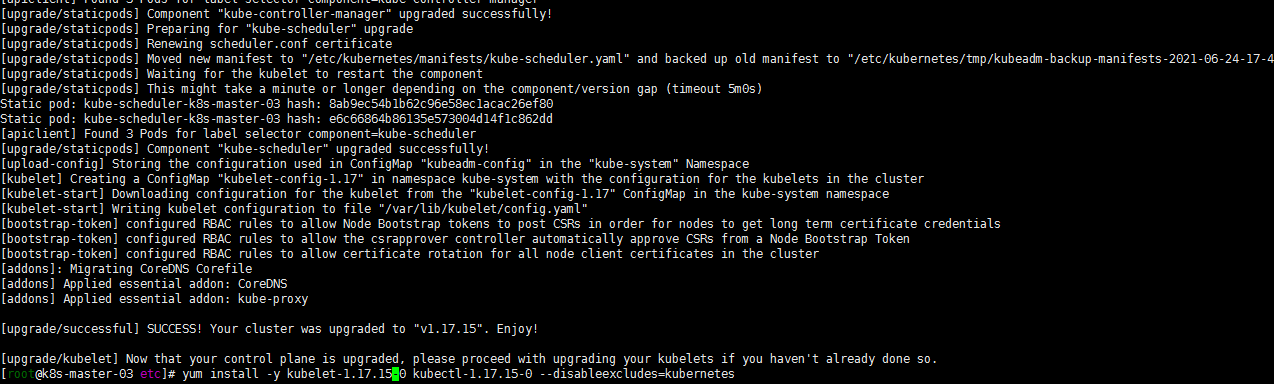 [apiclient] Found 3 Pods for label selector component=kube-controller-manager
[upgrade/staticpods] Component "kube-controller-manager" upgraded successfully!
[upgrade/staticpods] Preparing for "kube-scheduler" upgrade
[upgrade/staticpods] Renewing scheduler.conf certificate
[upgrade/staticpods] Moved new manifest to "/etc/kubernetes/manifests/kube-scheduler.yaml" and backed up old manifest to "/etc/kubernetes/tmp/kubeadm-backup-manifests-2021-06-24-17-4
[upgrade/staticpods] Waiting for the kubelet to restart the component
[upgrade/staticpods] This might take a minute or longer depending on the component/version gap (timeout 5m0s)
Static pod: kube-scheduler-k8s-master-03 hash: 8ab9ec54b1b62c96e58ec1acac26ef80
Static pod: kube-scheduler-k8s-master-03 hash: e6c66864b86135e573004d14f1c862dd
[apiclient] Found 3 Pods for label selector component=kube-scheduler
[upgrade/staticpods] Component "kube-scheduler" upgraded successfully!
[upload-config] Storing the configuration used in ConfigMap "kubeadm-config" in the "kube-system" Namespace
[kubelet] Creating a ConfigMap "kubelet-config-1.17" in namespace kube-system with the configuration for the kubelets in the cluster
[kubelet-start] Downloading configuration for the kubelet from the "kubelet-config-1.17" ConfigMap in the kube-system namespace
[kubelet-start] Writing kubelet configuration to file "/var/lib/kubelet/config.yaml"
[bootstrap-token] configured RBAC rules to allow Node Bootstrap tokens to post CSRs in order for nodes to get long term certificate credentials
[bootstrap-token] configured RBAC rules to allow the csrapprover controller automatically approve CSRs from a Node Bootstrap Token
[bootstrap-token] configured RBAC rules to allow certificate rotation for all node client certificates in the cluster
[addons]: Migrating CoreDNS Corefile
[addons] Applied essential addon: CoreDNS
[addons] Applied essential addon: kube-proxy
[upgrade/successful] SUCCESS! Your cluster was upgraded to "v1.17.15". Enjoy!
[upgrade/kubelet] Now that your control plane is upgraded, please proceed with upgrading your kubelets if you haven't already done so.
[root@k8s-master-03 etc]# yum install -y kubelet-1.17.15-0 kubectl-1.17.15-0 --disableexcludes=kubernetes